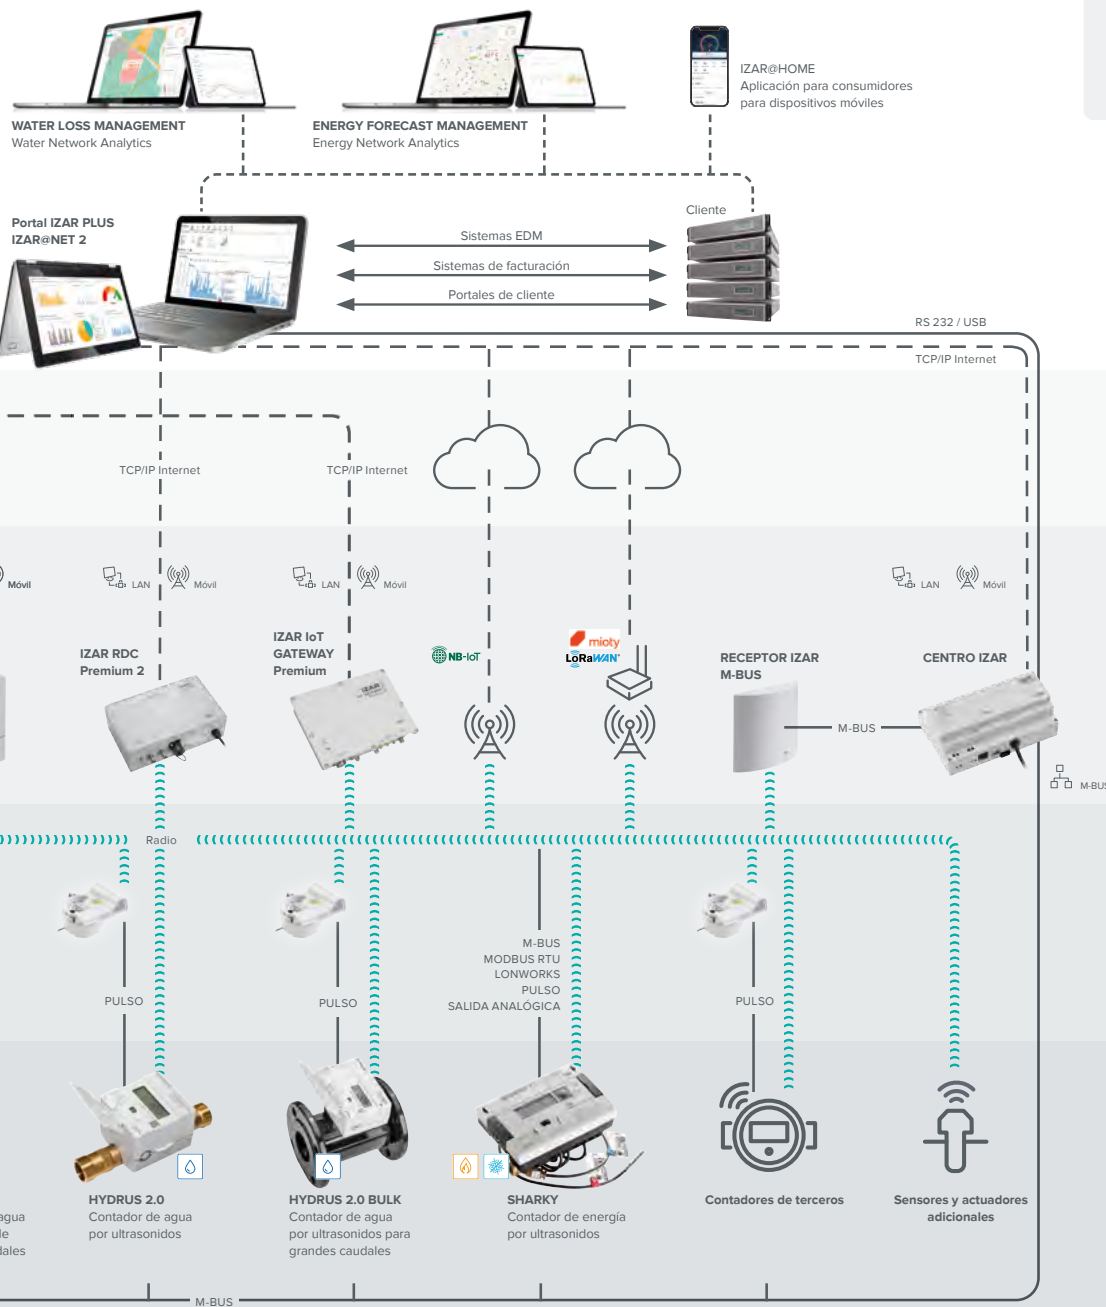 IZAR@HOME
Aplicación para consumidores
para dispositivos móviles
WATER LOSS MANAGEMENT
Water Network Analytics
ENERGY FORECAST MANAGEMENT
Energy Network Analytics
Portal IZAR PLUS
IZAR@NET 2
Cliente
Sistemas EDM
Sistemas de facturación
Portales de cliente
RS 232 / USB
TCP/IP Internet
TCP/IP Internet
TCP/IP Internet
Móvil
LAN
Móvil
LAN
Móvil
LAN
Móvil
IZAR RDC
Premium 2
IZAR IoT
GATEWAY
Premium
NB-IoT
mioty
LoRaWAN
RECEPTOR IZAR
M-BUS
CENTRO IZAR
IZAR
M-BUS
M-BUS
Radio
PULSO
PULSO
M-BUS
MODBUS RTU
LONWORKS
PULSO
SALIDA ANALÓGICA
PULSO
agua
de
dales
HYDRUS 2.0
Contador de agua
por ultrasonidos
HYDRUS 2.0 BULK
Contador de agua
por ultrasonidos para
grandes caudales
SHARKY
Contador de energía
por ultrasonidos
Contadores de terceros
Sensores y actuadores
adicionales
M-BUS